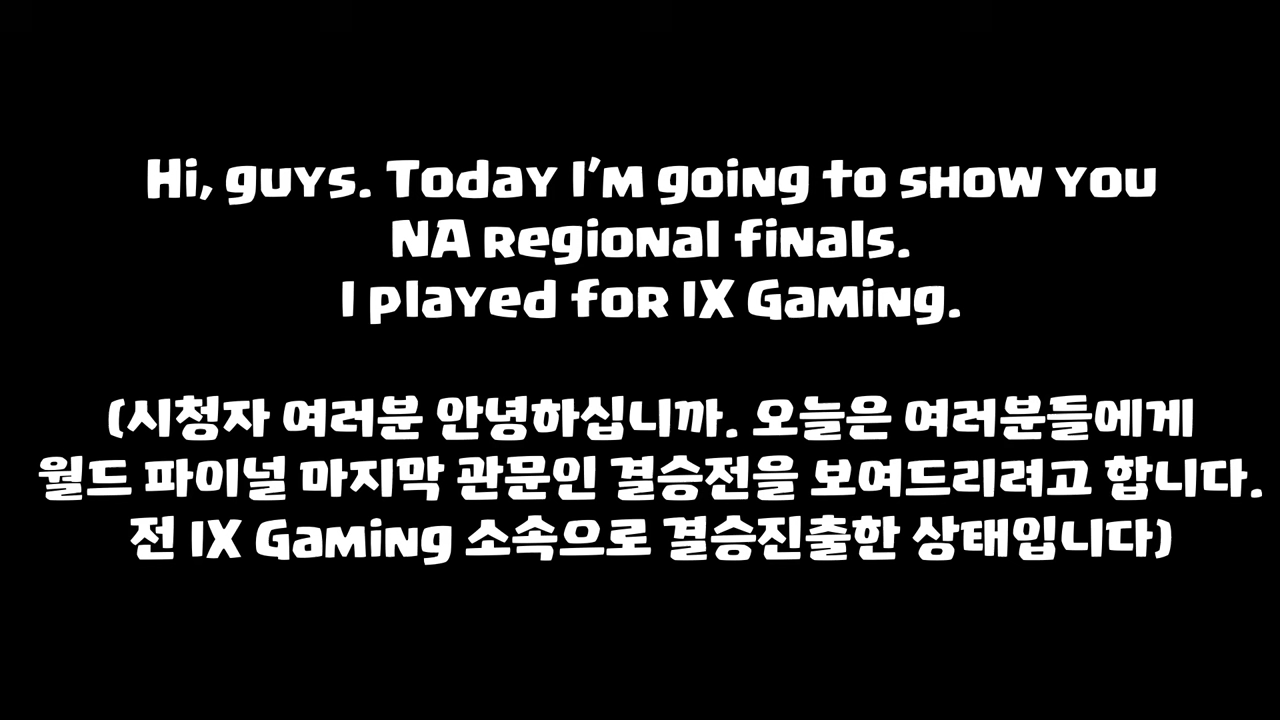 Hi, guys. Today I'm going to show you
NA regional finals.
I played for IX Gaming.
(시청자 여러분 안녕하십니까. 오늘은 여러분들에게
월드 파이널 마지막 관문인 결승전을 보여드리려고 합니다.
전 IX Gaming 소속으로 결승진출한 상태입니다)